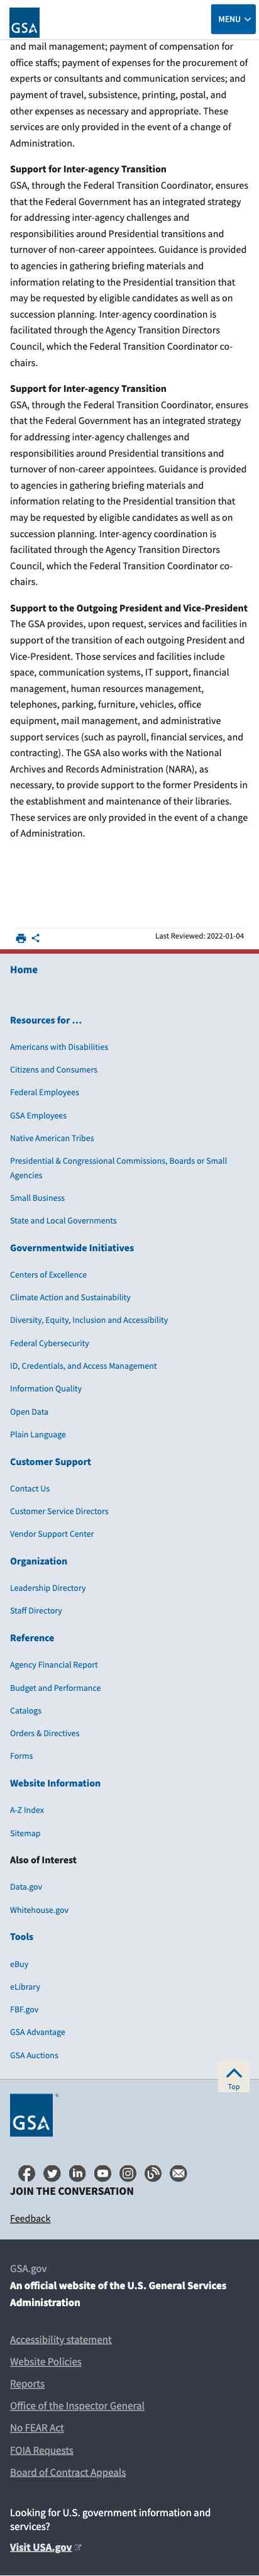 GSA
MENU
and mail management; payment of compensation for
office staffs; payment of expenses for the procurement of
experts or consultants and communication services; and
payment of travel, subsistence, printing, postal, and
other expenses as necessary and appropriate. These
services are only provided in the event of a change of
Administration.
Support for Inter-agency Transition
GSA, through the Federal Transition Coordinator, ensures
that the Federal Government has an integrated strategy
for addressing inter-agency challenges and
responsibilities around Presidential transitions and
turnover of non-career appointees. Guidance is provided
to agencies in gathering briefing materials and
information relating to the Presidential transition that
may be requested by eligible candidates as well as on
succession planning. Inter-agency coordination is
facilitated through the Agency Transition Directors
Council, which the Federal Transition Coordinator co-
chairs.
Support for Inter-agency Transition
GSA, through the Federal Transition Coordinator, ensures
that the Federal Government has an integrated strategy
for addressing inter-agency challenges and
responsibilities around Presidential transitions and
turnover of non-career appointees. Guidance is provided
to agencies in gathering briefing materials and
information relating to the Presidential transition that
may be requested by eligible candidates as well as on
succession planning. Inter-agency coordination is
facilitated through the Agency Transition Directors
Council, which the Federal Transition Coordinator co-
chairs.
Support to the Outgoing President and Vice-President
The GSA provides, upon request, services and facilities in
support of the transition of each outgoing President and
Vice-President. Those services and facilities include
space, communication systems, IT support, financial
management, human resources management,
telephones, parking, furniture, vehicles, office
equipment, mail management, and administrative
support services (such as payroll, financial services, and
contracting). The GSA also works with the National
Archives and Records Administration (NARA), as
necessary, to provide support to the former Presidents in
the establishment and maintenance of their libraries.
These services are only provided in the event of a change
of Administration.
Last Reviewed: 2022-01-04
Home
Resources for …
Americans with Disabilities
Citizens and Consumers
Federal Employees
GSA Employees
Native American Tribes
Presidential & Congressional Commissions, Boards or Small
Agencies
Small Business
State and Local Governments
Governmentwide Initiatives
Centers of Excellence
Climate Action and Sustainability
Diversity, Equity, Inclusion and Accessibility
Federal Cybersecurity
ID, Credentials, and Access Management
Information Quality
Open Data
Plain Language
Customer Support
Contact Us
Customer Service Directors
Vendor Support Center
Organization
Leadership Directory
Staff Directory
Reference
Agency Financial Report
Budget and Performance
Catalogs
Orders & Directives
Forms
Website Information
A-Z Index
Sitemap
Also of Interest
Data.gov
Whitehouse.gov
Tools
eBuy
eLibrary
FBF.gov
GSA Advantage
GSA Auctions
Top
GSA
JOIN THE CONVERSATION
Feedback
GSA.gov
An official website of the U.S. General Services
Administration
Accessibility statement
Website Policies
Reports
Office of the Inspector General
No FEAR Act
FOIA Requests
Board of Contract Appeals
Looking for U.S. government information and
services?
Visit USA.gov